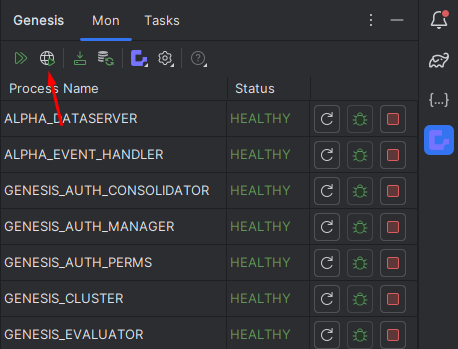 Genesis Mon Tasks
Process Name Status
ALPHA_DATASERVER HEALTHY
ALPHA_EVENT_HANDLER HEALTHY
GENESIS_AUTH_CONSOLIDATOR HEALTHY
GENESIS_AUTH_MANAGER HEALTHY
GENESIS_AUTH_PERMS HEALTHY
GENESIS_CLUSTER HEALTHY
GENESIS_EVALUATOR HEALTHY